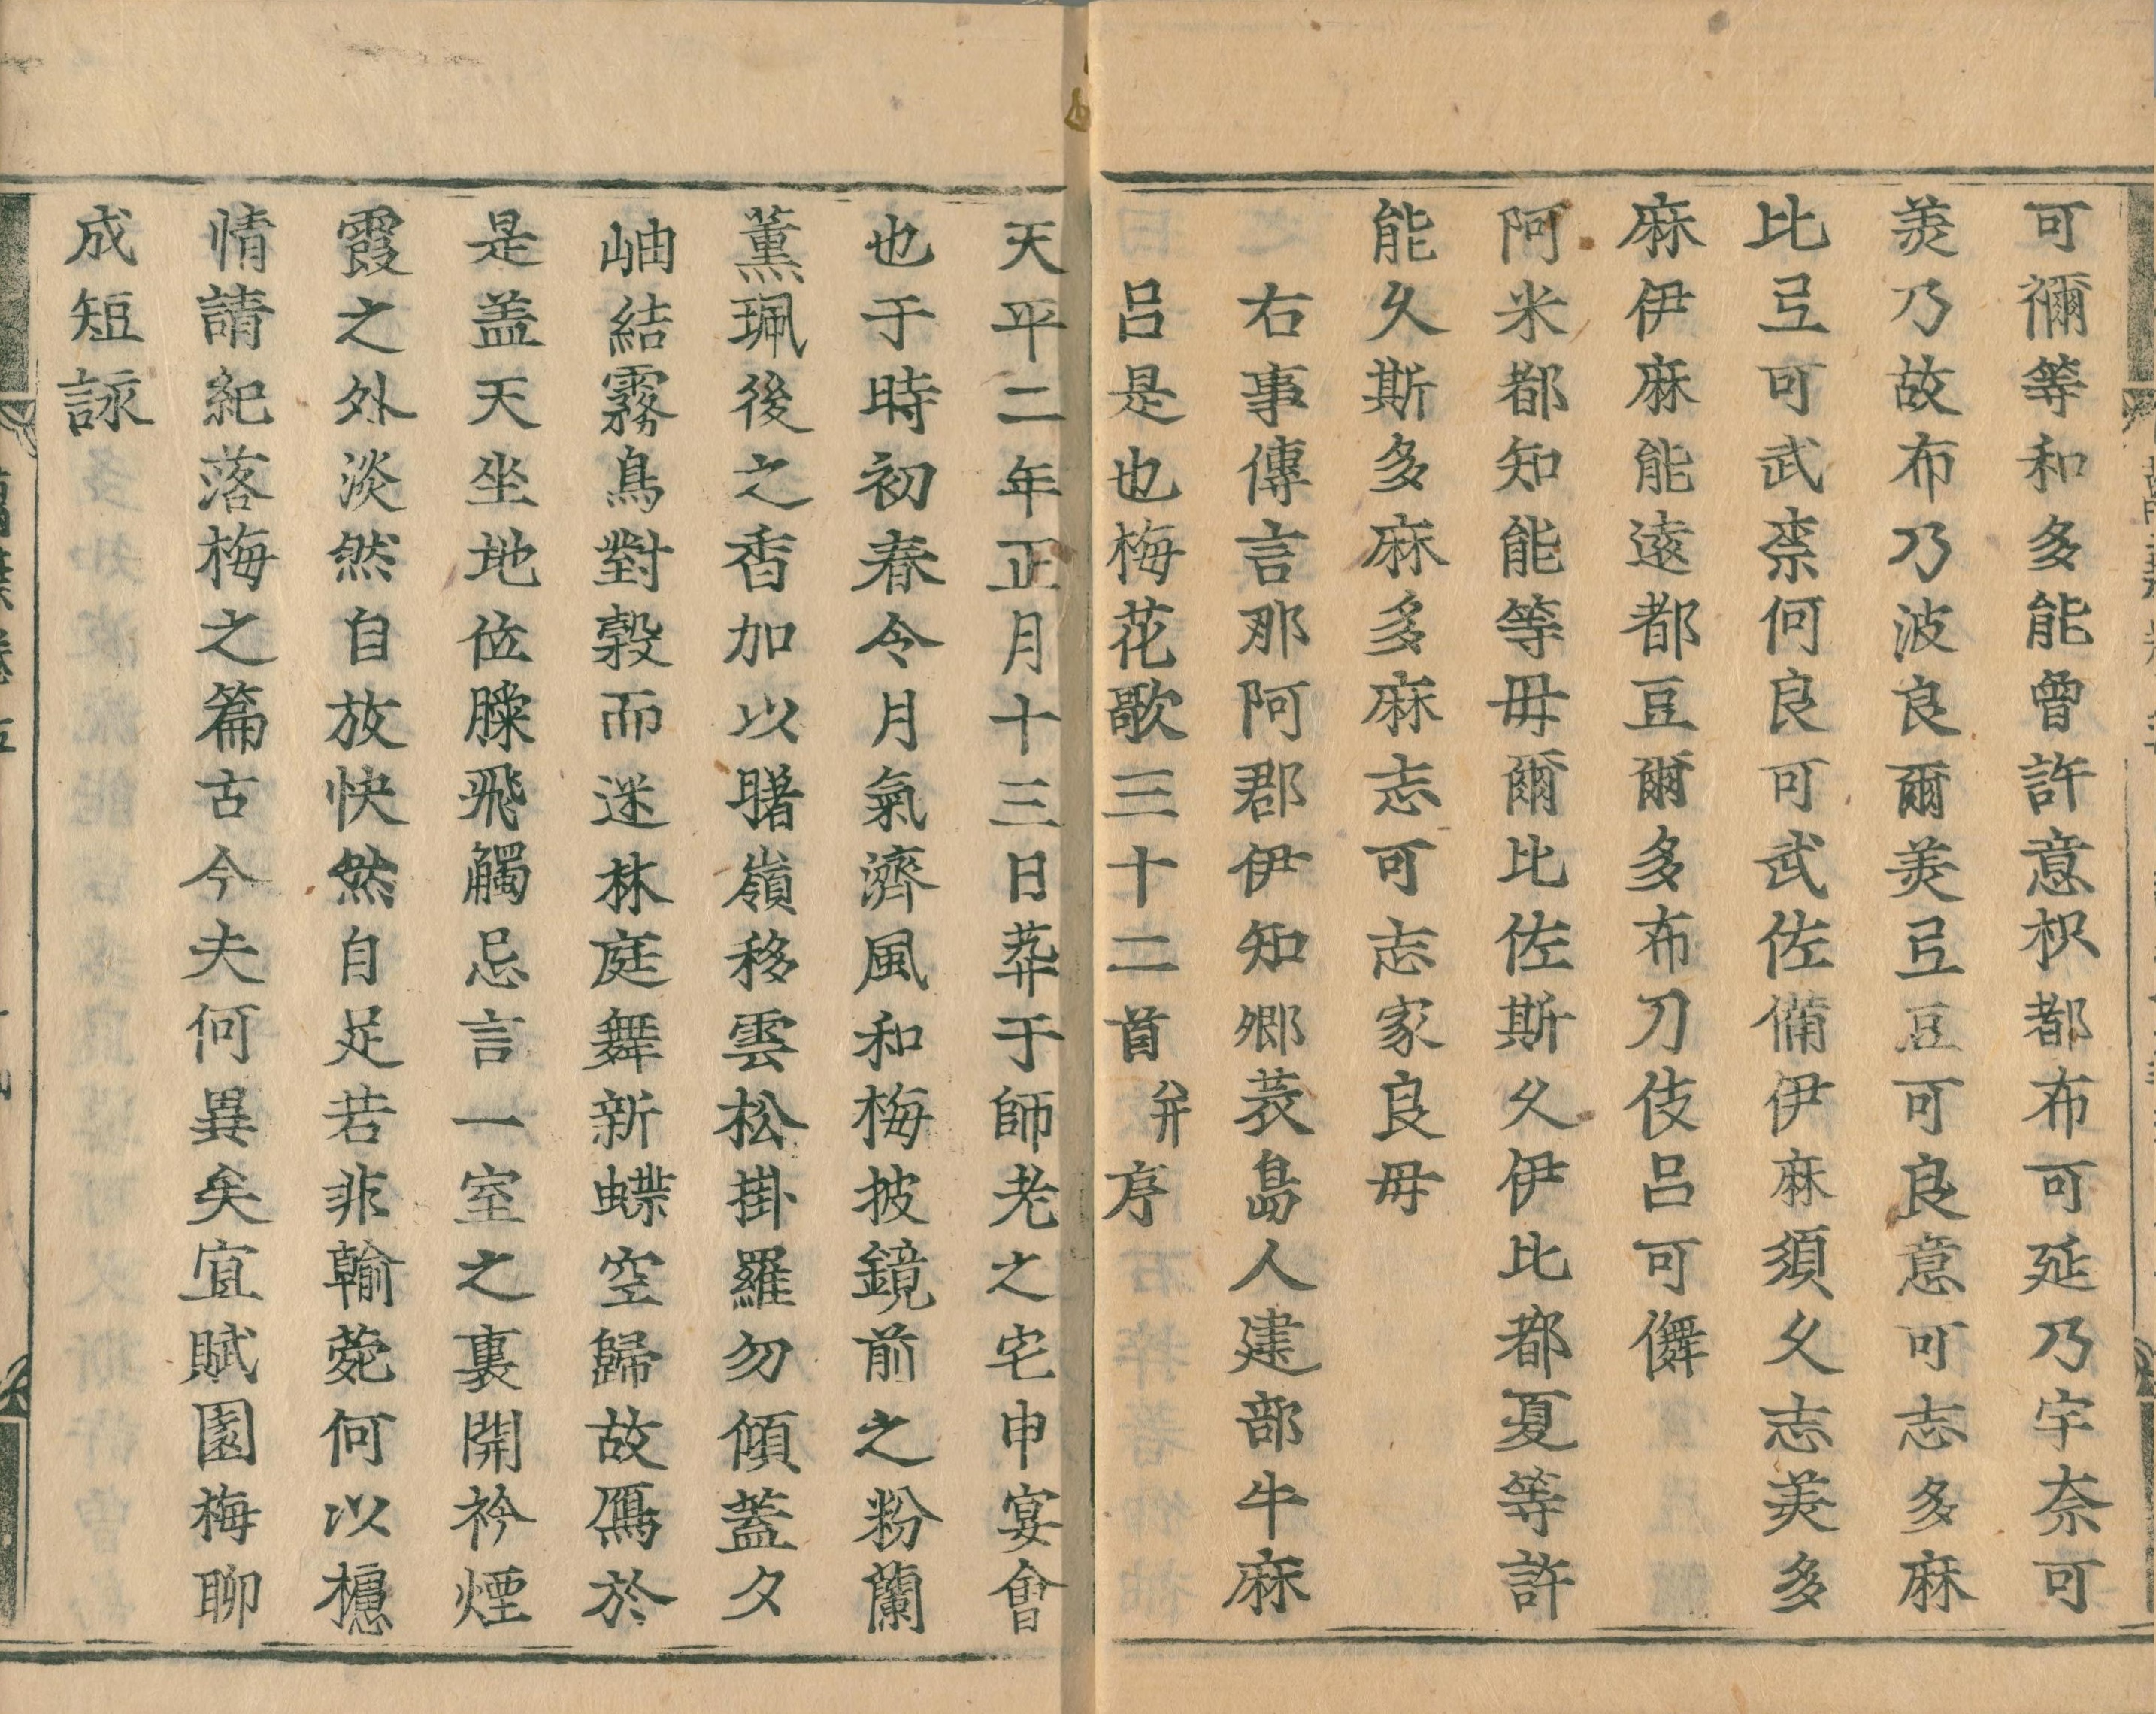 可禰等和多能曾許意枳都布可延乃宇奈可
美乃故布乃波良爾美弖豆可良意可志多麻
比弖可武柰何良可武佐備伊麻須久志美多
麻伊麻能遠都豆爾多布刀伎呂可儛
阿米都知能等毋爾比佐斯久伊比都夏等許
能久斯多麻多麻志可志家良毋
右事傳言那阿郡伊知郷蓑島人建部牛麻
呂是也梅花歌三十二首并序
天平二年正月十三日萃于師老之宅申宴會
也于時初春令月氣濟風和梅披鏡前之粉蘭
薫珮後之香加以曙嶺移雲松掛羅勿傾蓋夕
岫結霧鳥對縠而迷林庭舞新蝶空歸故鴈於
是盖天坐地促膝飛觴忘言一室之裏開衿煙
霞之外淡然自放快然自足若非翰苑何以攄
情請紀落梅之篇古今夫何異矣宜賦園梅聊
成短詠